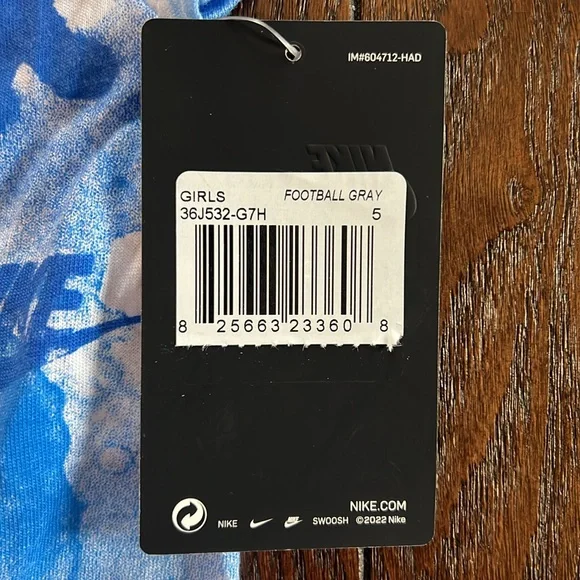 IM#604712-HAD
NIKE
GIRLS FOOTBALL GRAY
36J532-G7H 5
8 25663 23360 8
NIKE.COM
NIKE SWOOSH ©2022 Nike